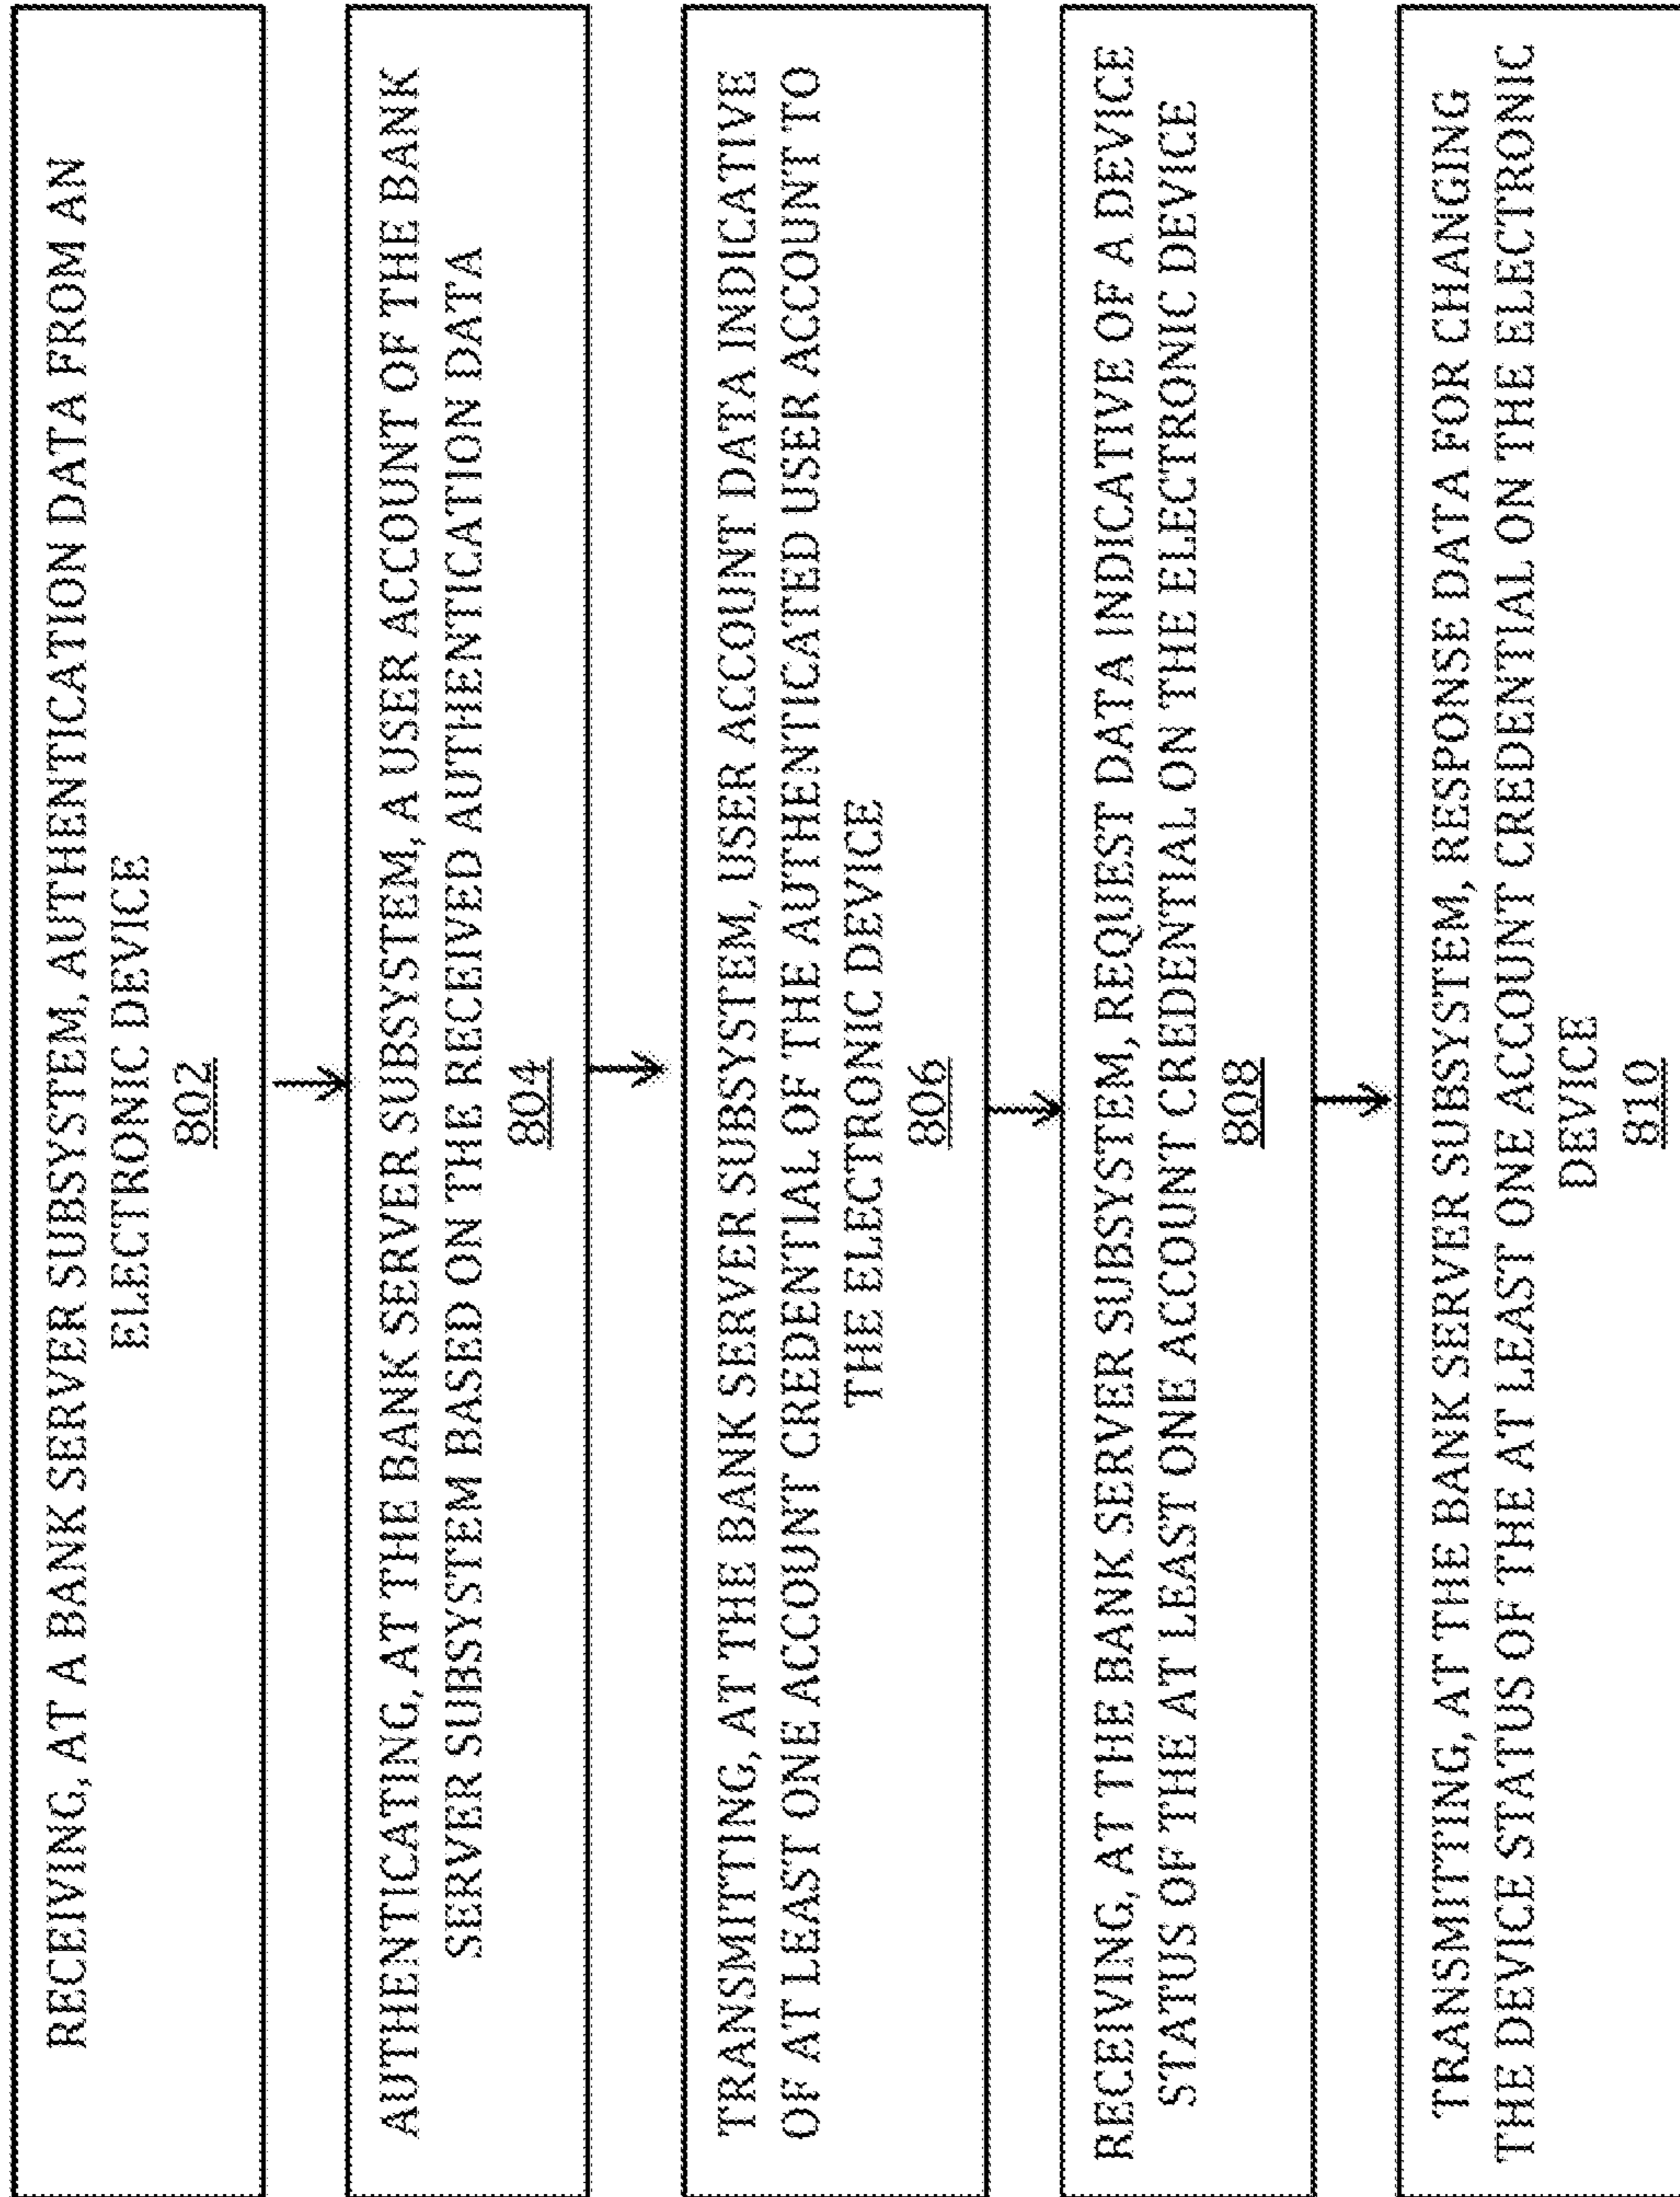 RECEIVING, AT A BANK SERVER SUBSYSTEM, AUTHENTICATION DATA FROM AN
ELECTRONIC DEVICE
802
AUTHENTICATING, AT THE BANK SERVER SUBSYSTEM, A USER ACCOUNT OF THE BANK
SERVER SUBSYSTEM BASED ON THE RECEIVED AUTHENTICATION DATA
804
TRANSMITTING, AT THE BANK SERVER SUBSYSTEM, USER ACCOUNT DATA INDICATIVE
OF AT LEAST ONE ACCOUNT CREDENTIAL OF THE AUTHENTICATED USER ACCOUNT TO
THE ELECTRONIC DEVICE
806
RECEIVING, AT THE BANK SERVER SUBSYSTEM, REQUEST DATA INDICATIVE OF A DEVICE
STATUS OF THE AT LEAST ONE ACCOUNT CREDENTIAL ON THE ELECTRONIC DEVICE
808
TRANSMITTING, AT THE BANK SERVER SUBSYSTEM, RESPONSE DATA FOR CHANGING
THE DEVICE STATUS OF THE AT LEAST ONE ACCOUNT CREDENTIAL ON THE ELECTRONIC
DEVICE
810